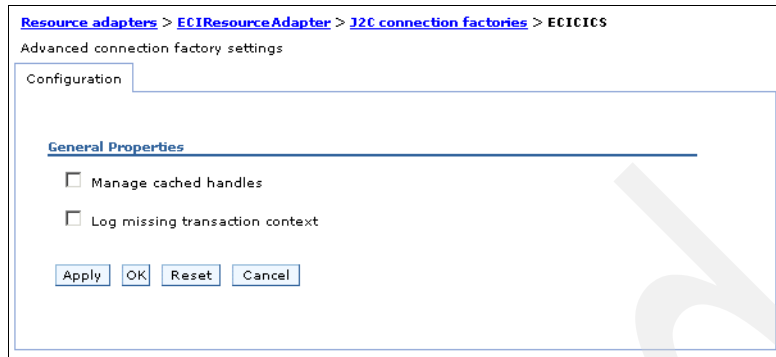 Resource adapters > ECIResourceAdapter > J2C connection factories > ECICICS
Advanced connection factory settings
Configuration
General Properties
Manage cached handles
Log missing transaction context
Apply OK Reset Cancel